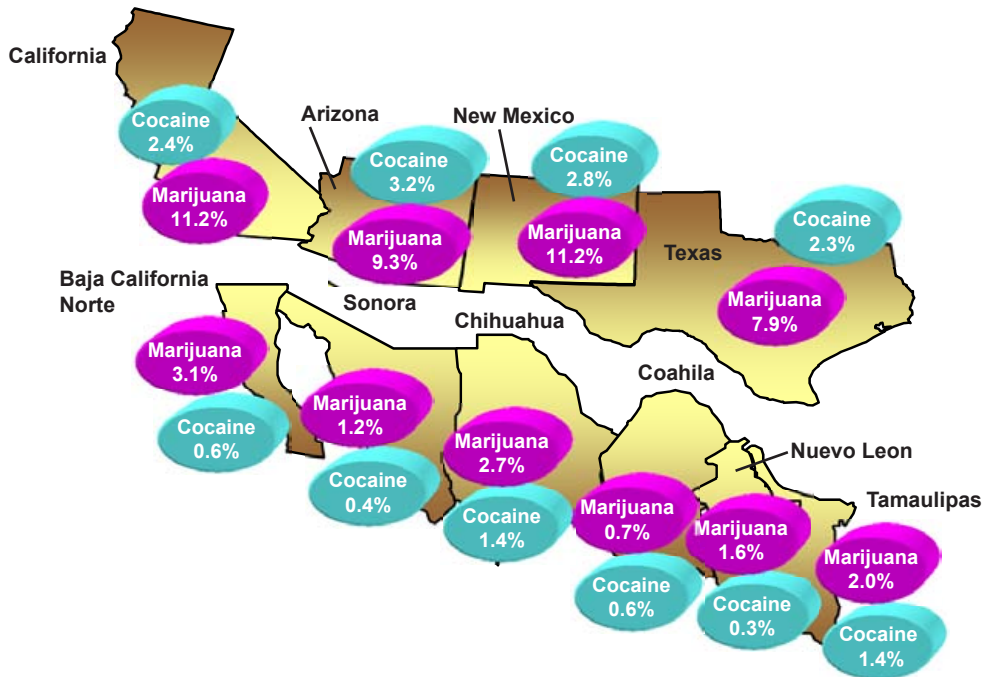 California
Cocaine
2.4%
Marijuana
11.2%
Arizona
Cocaine
3.2%
Marijuana
9.3%
New Mexico
Cocaine
2.8%
Marijuana
11.2%
Texas
Cocaine
2.3%
Marijuana
7.9%
Baja California
Norte
Marijuana
3.1%
Cocaine
0.6%
Sonora
Marijuana
1.2%
Cocaine
0.4%
Chihuahua
Marijuana
2.7%
Cocaine
1.4%
Coahila
Marijuana
0.7%
Cocaine
0.6%
Nuevo Leon
Marijuana
1.6%
Cocaine
0.3%
Tamaulipas
Marijuana
2.0%
Cocaine
1.4%